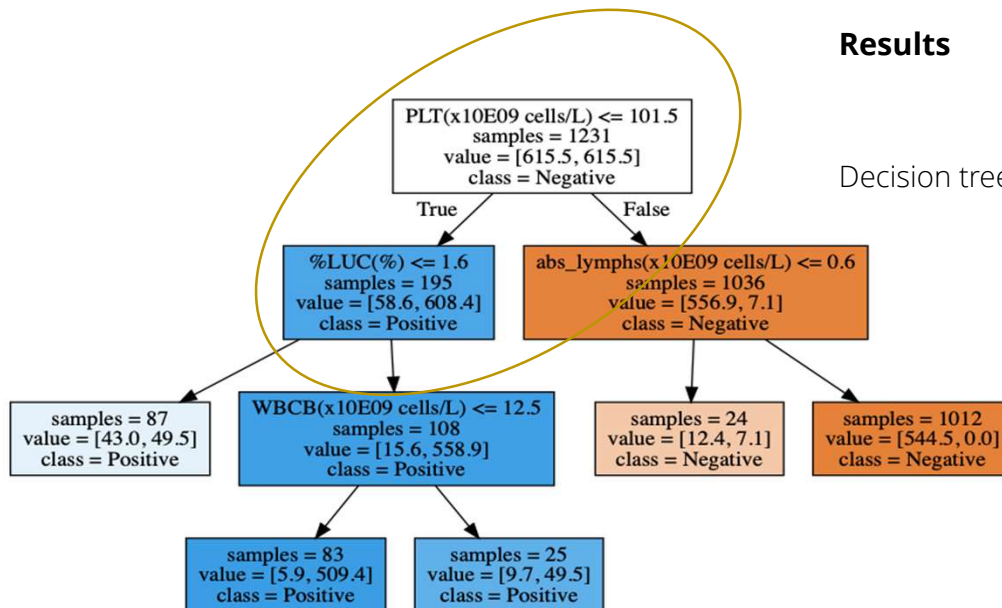 Results
PLT(x10E09 cells/L) <= 101.5
samples = 1231
value = [615.5, 615.5]
class = Negative
Decision tree
True
False
%LUC(%) <= 1.6
samples = 195
value = [58.6, 608.4]
class = Positive
abs_lymphs(x10E09 cells/L) <= 0.6
samples = 1036
value = [556.9, 7.1]
class = Negative
samples = 87
value = [43.0, 49.5]
class = Positive
WBCB(x10E09 cells/L) <= 12.5
samples = 108
value = [15.6, 558.9]
class = Positive
samples = 24
value = [12.4, 7.1]
class = Negative
samples = 1012
value = [544.5, 0.0]
class = Negative
samples = 83
value = [5.9, 509.4]
class = Positive
samples = 25
value = [9.7, 49.5]
class = Positive